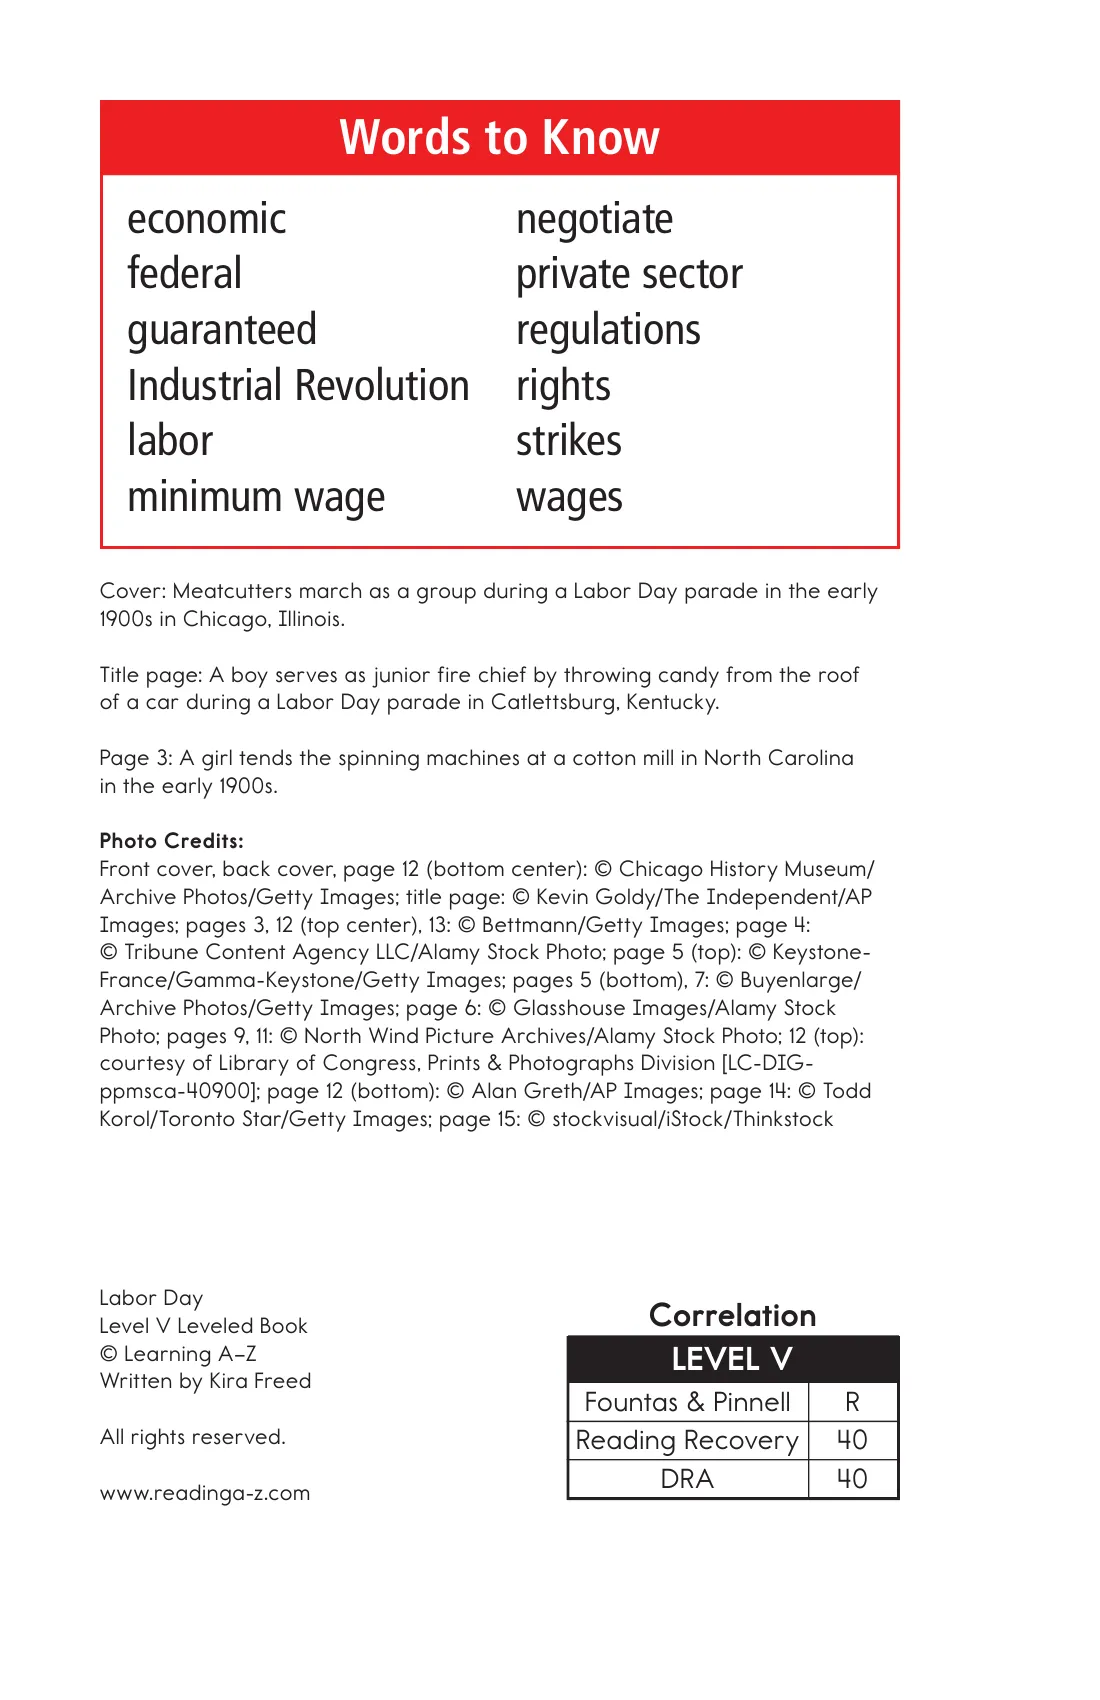 Words to Know
economic
federal
guaranteed
Industrial Revolution
labor
minimum wage
negotiate
private sector
regulations
rights
strikes
wages
Cover: Meatcutters march as a group during a Labor Day parade in the early
1900s in Chicago, Illinois.
Title page: A boy serves as junior fire chief by throwing candy from the roof
of a car during a Labor Day parade in Catlettsburg, Kentucky.
Page 3: A girl tends the spinning machines at a cotton mill in North Carolina
in the early 1900s.
Photo Credits:
Front cover, back cover, page 12 (bottom center): © Chicago History Museum/
Archive Photos/Getty Images; title page: © Kevin Goldy/The Independent/AP
Images; pages 3, 12 (top center), 13: © Bettmann/Getty Images; page 4:
© Tribune Content Agency LLC/Alamy Stock Photo; page 5 (top): © Keystone-
France/Gamma-Keystone/Getty Images; pages 5 (bottom), 7: © Buyenlarge/
Archive Photos/Getty Images; page 6: © Glasshouse Images/Alamy Stock
Photo; pages 9, 11: © North Wind Picture Archives/Alamy Stock Photo; 12 (top):
courtesy of Library of Congress, Prints & Photographs Division [LC-DIG-
ppmsca-40900]; page 12 (bottom): © Alan Greth/AP Images; page 14: © Todd
Korol/Toronto Star/Getty Images; page 15: © stockvisual/iStock/Thinkstock
Labor Day
Level V Leveled Book
© Learning A–Z
Written by Kira Freed
All rights reserved.
www.readinga-z.com
Correlation
LEVEL V
Fountas & Pinnell R
Reading Recovery 40
DRA 40